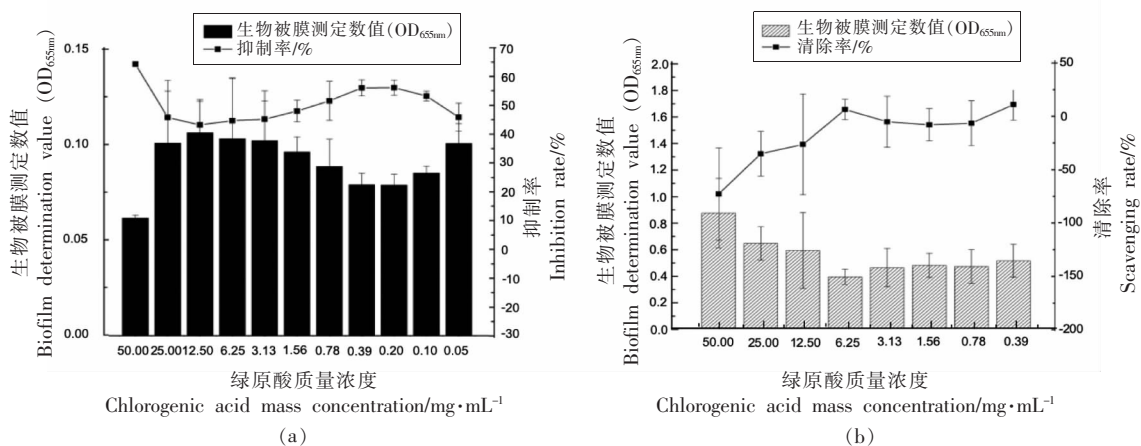 (a)
生物被膜测定数值(OD655nm)
抑制率/%
生物被膜测定数值
Biofilm determination value (OD655nm)
0.15
0.10
0.05
0.00
70
60
50
40
30
20
10
0
-10
-20
-30
抑制率
Inhibition rate/%
50.00 25.00 12.50 6.25 3.13 1.56 0.78 0.39 0.20 0.10 0.05
绿原酸质量浓度
Chlorogenic acid mass concentration/mg·mL⁻¹
(a)
(b)
生物被膜测定数值(OD655nm)
清除率/%
生物被膜测定数值
Biofilm determination value (OD655nm)
2.0
1.8
1.6
1.4
1.2
1.0
0.8
0.6
0.4
0.2
0.0
50
0
-50
-100
-150
-200
清除率
Scavenging rate/%
50.00 25.00 12.50 6.25 3.13 1.56 0.78 0.39
绿原酸质量浓度
Chlorogenic acid mass concentration/mg·mL⁻¹
(b)